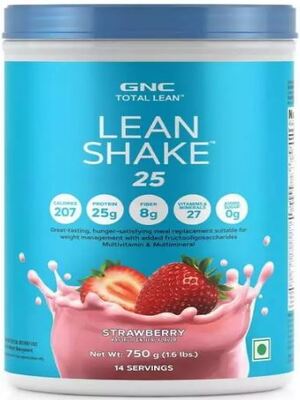 GNC
TOTAL LEAN™
LEAN
SHAKE™
25
CALORIES
207
PROTEIN
25g
FIBER
8g
VITAMINS & MINERALS
27
ADDED SUGAR
0g
Great-tasting, hunger-satisfying meal replacement suitable for
weight management with added fructooligosaccharides
Multivitamin & Multimineral
STRAWBERRY
Net Wt: 750 g (1.6 lbs.)
14 SERVINGS